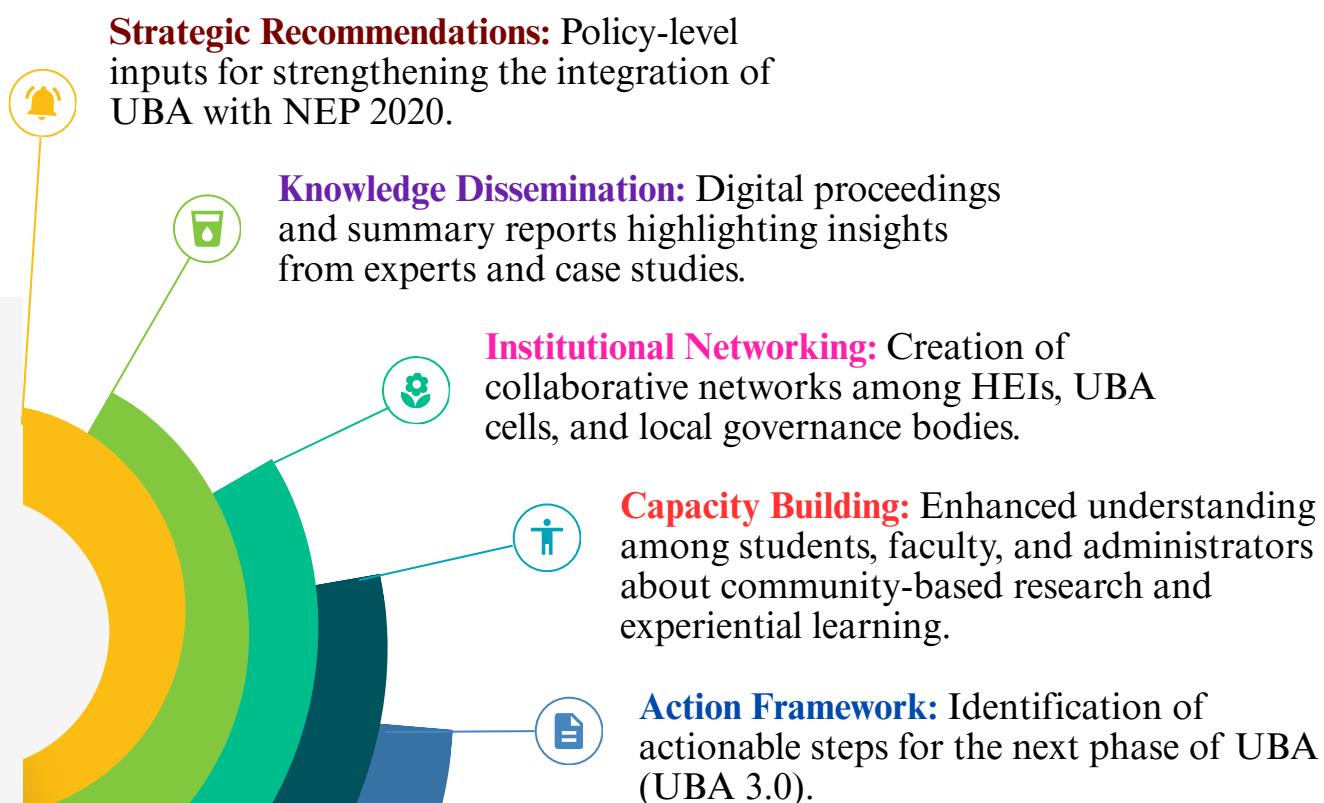 Strategic Recommendations: Policy-level
inputs for strengthening the integration of
UBA with NEP 2020.
Knowledge Dissemination: Digital proceedings
and summary reports highlighting insights
from experts and case studies.
Institutional Networking: Creation of
collaborative networks among HEIs, UBA
cells, and local governance bodies.
Capacity Building: Enhanced understanding
among students, faculty, and administrators
about community-based research and
experiential learning.
Action Framework: Identification of
actionable steps for the next phase of UBA
(UBA 3.0).